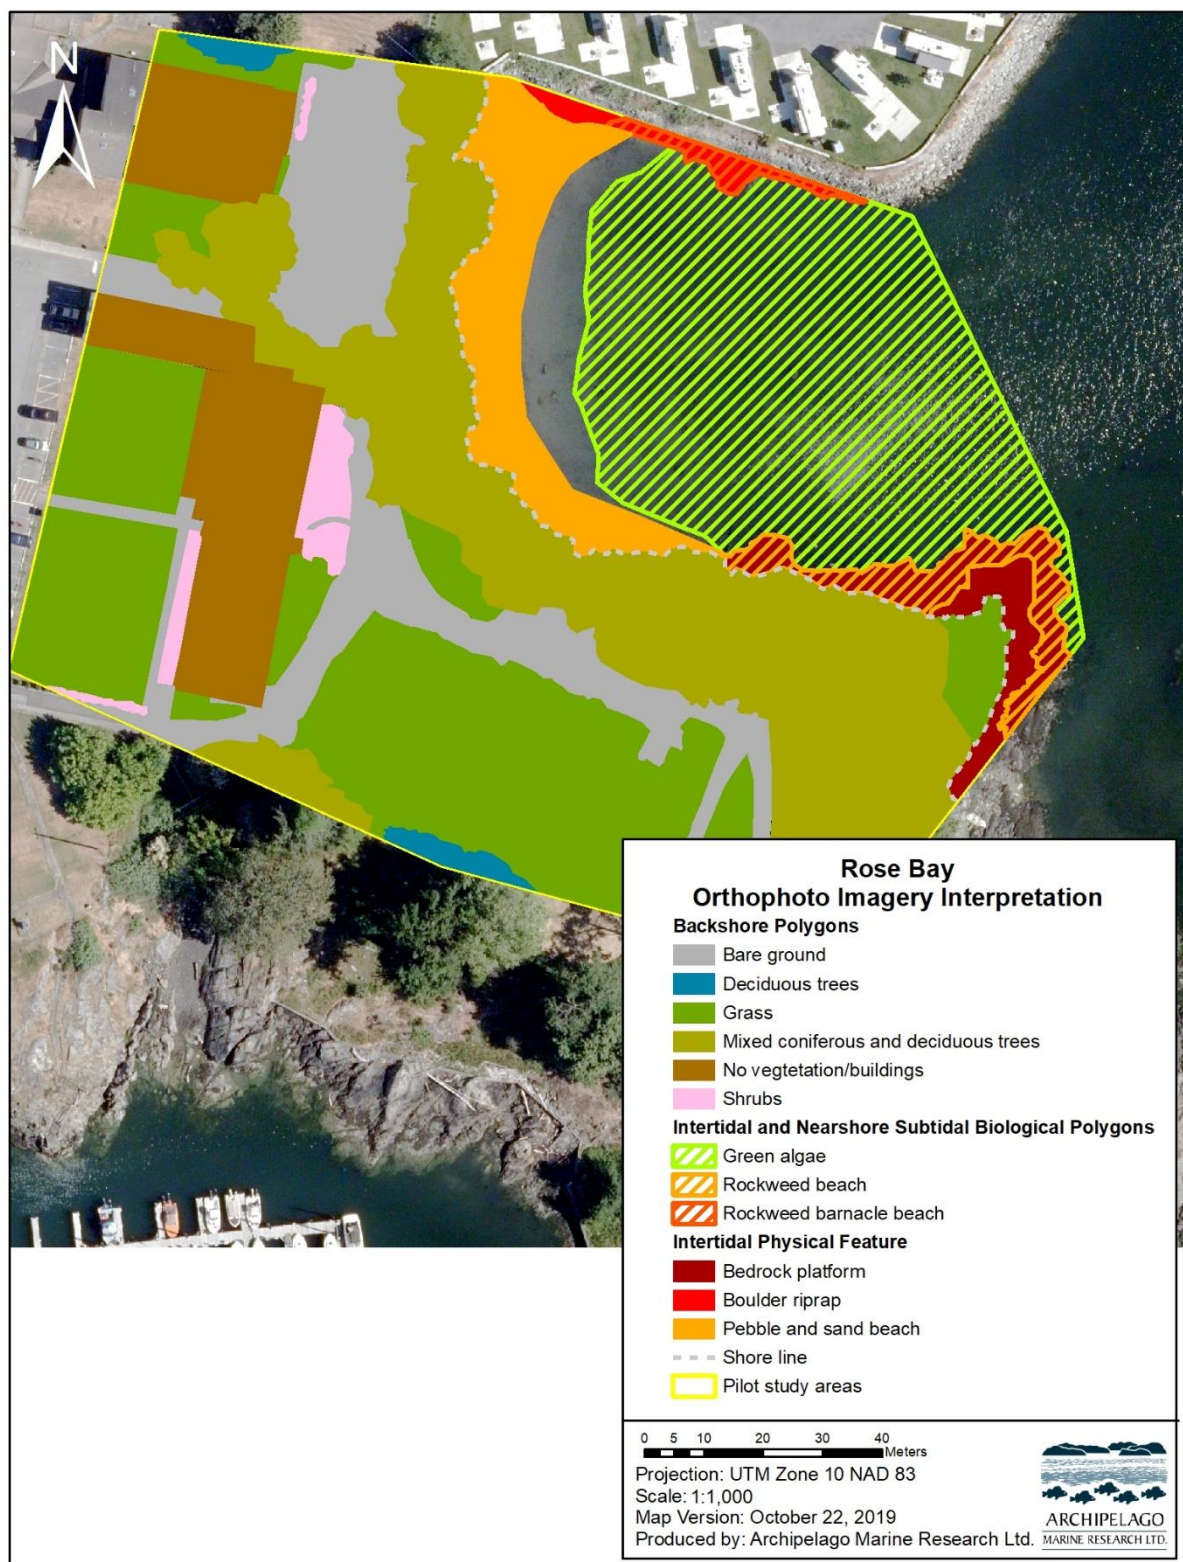 N
Rose Bay
Orthophoto Imagery Interpretation
Backshore Polygons
Bare ground
Deciduous trees
Grass
Mixed coniferous and deciduous trees
No vegtetation/buildings
Shrubs
Intertidal and Nearshore Subtidal Biological Polygons
Green algae
Rockweed beach
Rockweed barnacle beach
Intertidal Physical Feature
Bedrock platform
Boulder riprap
Pebble and sand beach
Shore line
Pilot study areas
0 5 10 20 30 40
Meters
Projection: UTM Zone 10 NAD 83
Scale: 1:1,000
Map Version: October 22, 2019
Produced by: Archipelago Marine Research Ltd.
ARCHIPELAGO
MARINE RESEARCH LTD.